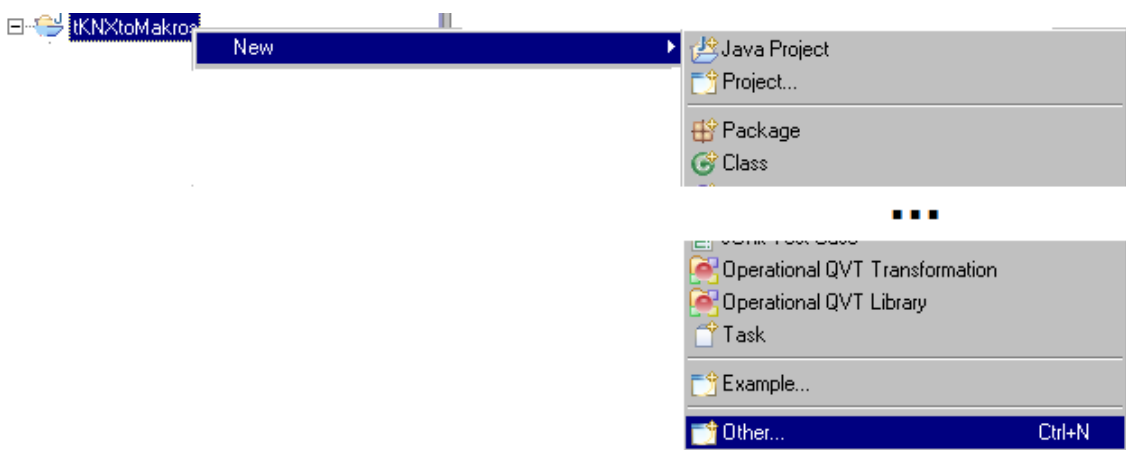 tKNXtoMakros
New
Java Project
Project...
Package
Class
...
Operational QVT Transformation
Operational QVT Library
Task
Example...
Other... Ctrl+N